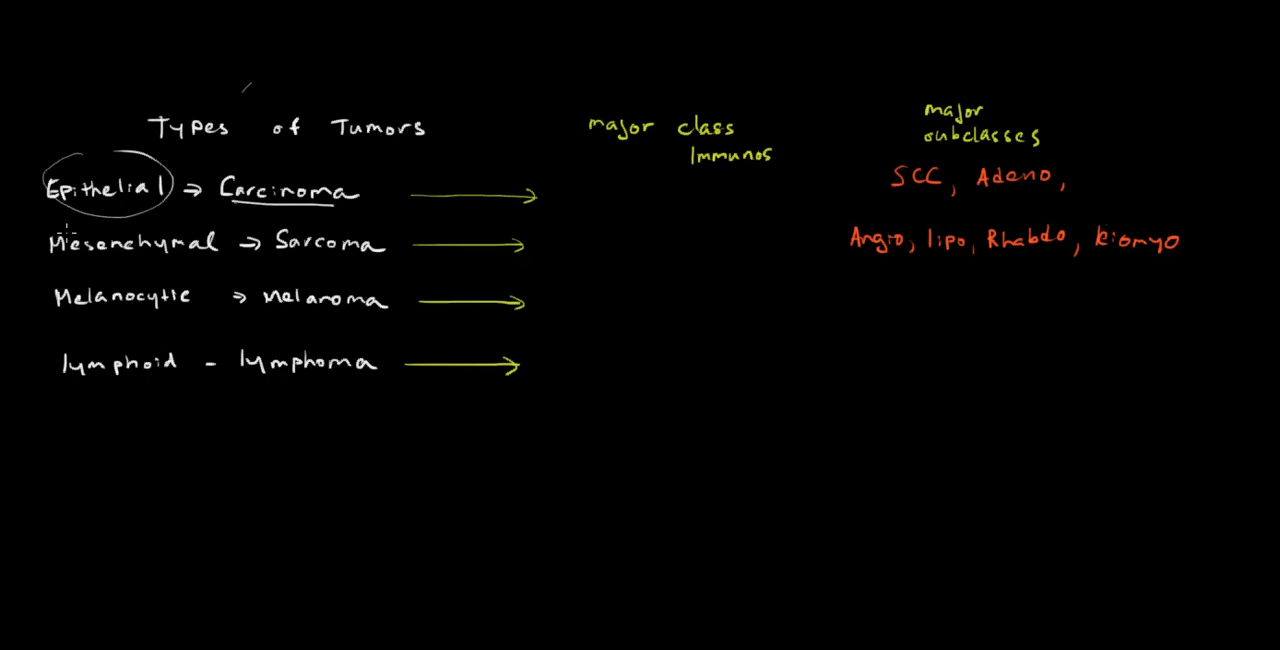 Types of Tumors
major class
Immunos
major
subclasses
Epithelial → Carcinoma →
SCC, Adeno,
Mesenchymal → Sarcoma →
Angio, lipo, Rhabdo, leiomyo
Melanocytic → Melanoma →
lymphoid - lymphoma →